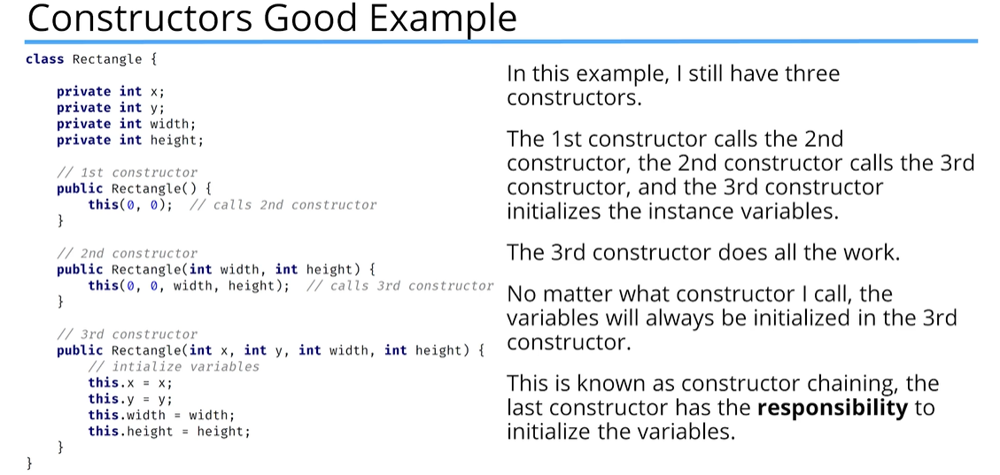 Constructors Good Example
class Rectangle {
private int x;
private int y;
private int width;
private int height;
// 1st constructor
public Rectangle() {
this(0, 0);  // calls 2nd constructor
}
// 2nd constructor
public Rectangle(int width, int height) {
this(0, 0, width, height);  // calls 3rd constructor
}
// 3rd constructor
public Rectangle(int x, int y, int width, int height) {
// intialize variables
this.x = x;
this.y = y;
this.width = width;
this.height = height;
}
}
In this example, I still have three
constructors.
The 1st constructor calls the 2nd
constructor, the 2nd constructor calls the 3rd
constructor, and the 3rd constructor
initializes the instance variables.
The 3rd constructor does all the work.
No matter what constructor I call, the
variables will always be initialized in the 3rd
constructor.
This is known as constructor chaining, the
last constructor has the responsibility to
initialize the variables.